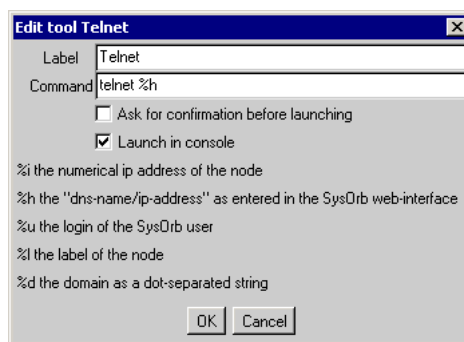 Edit tool Telnet
Label Telnet
Command telnet %h
Ask for confirmation before launching
Launch in console
%i the numerical ip address of the node
%h the "dns-name/ip-address" as entered in the SysOrb web-interface
%u the login of the SysOrb user
%l the label of the node
%d the domain as a dot-separated string
OK Cancel